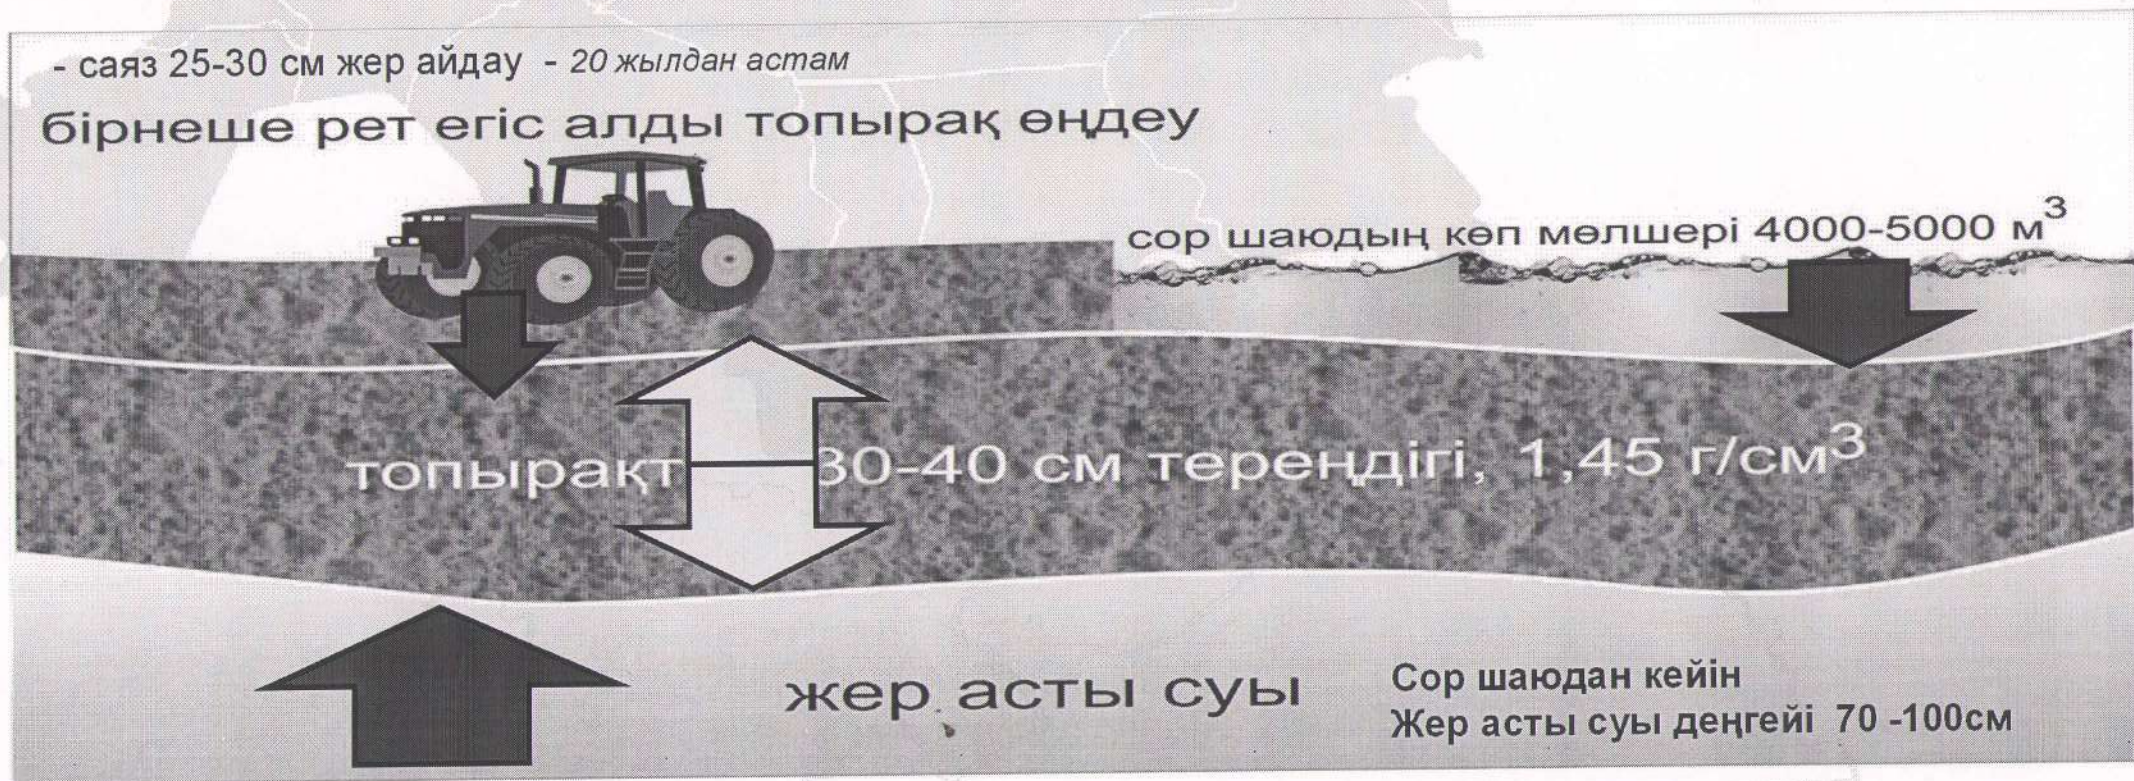 - саяз 25-30 см жер айдау - 20 жылдан астам
бірнеше рет егіс алды топырақ өңдеу
сор шаюдың көп мөлшері 4000-5000 м³
топырақт 30-40 см тереңдігі, 1,45 г/см³
жер асты суы
Сор шаюдан кейін
Жер асты суы деңгейі 70 -100см